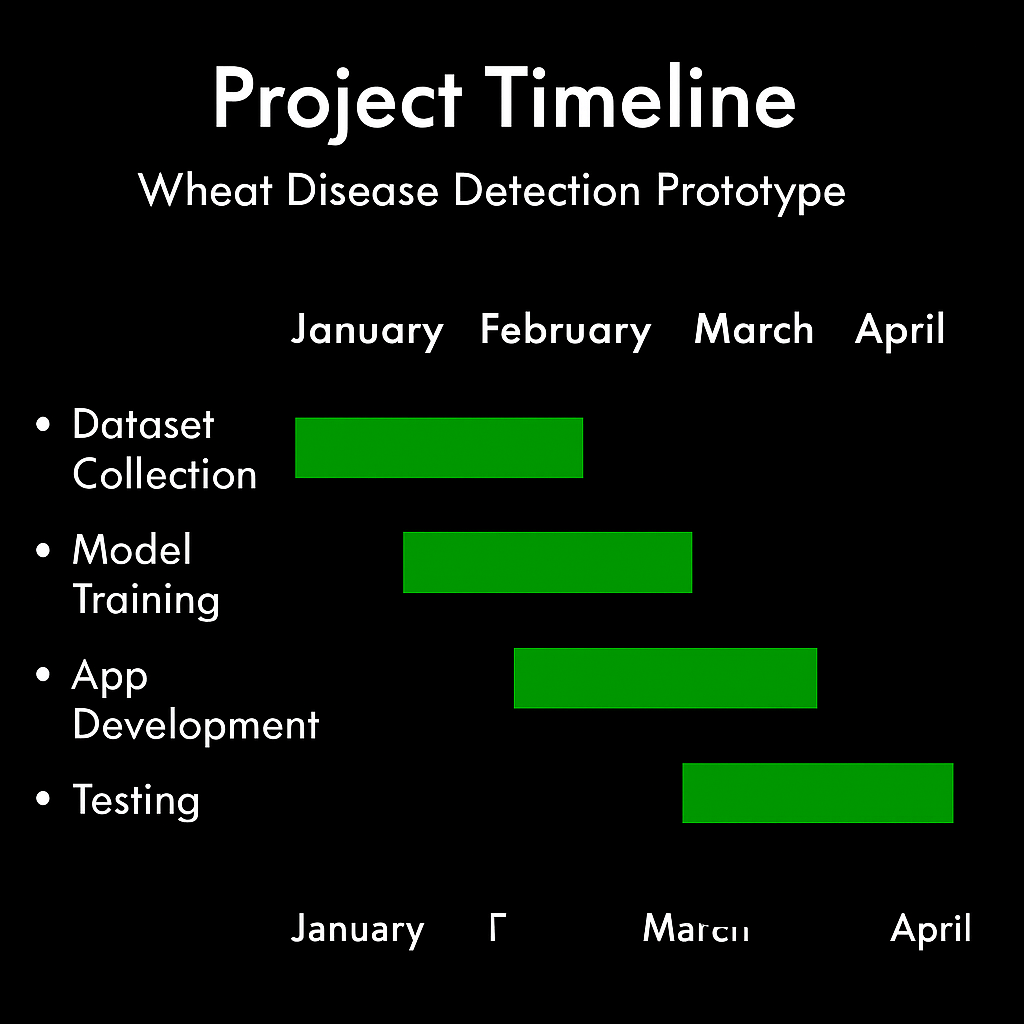 Project Timeline
Wheat Disease Detection Prototype
January February March April
• Dataset
Collection
• Model
Training
• App
Development
• Testing
January March April